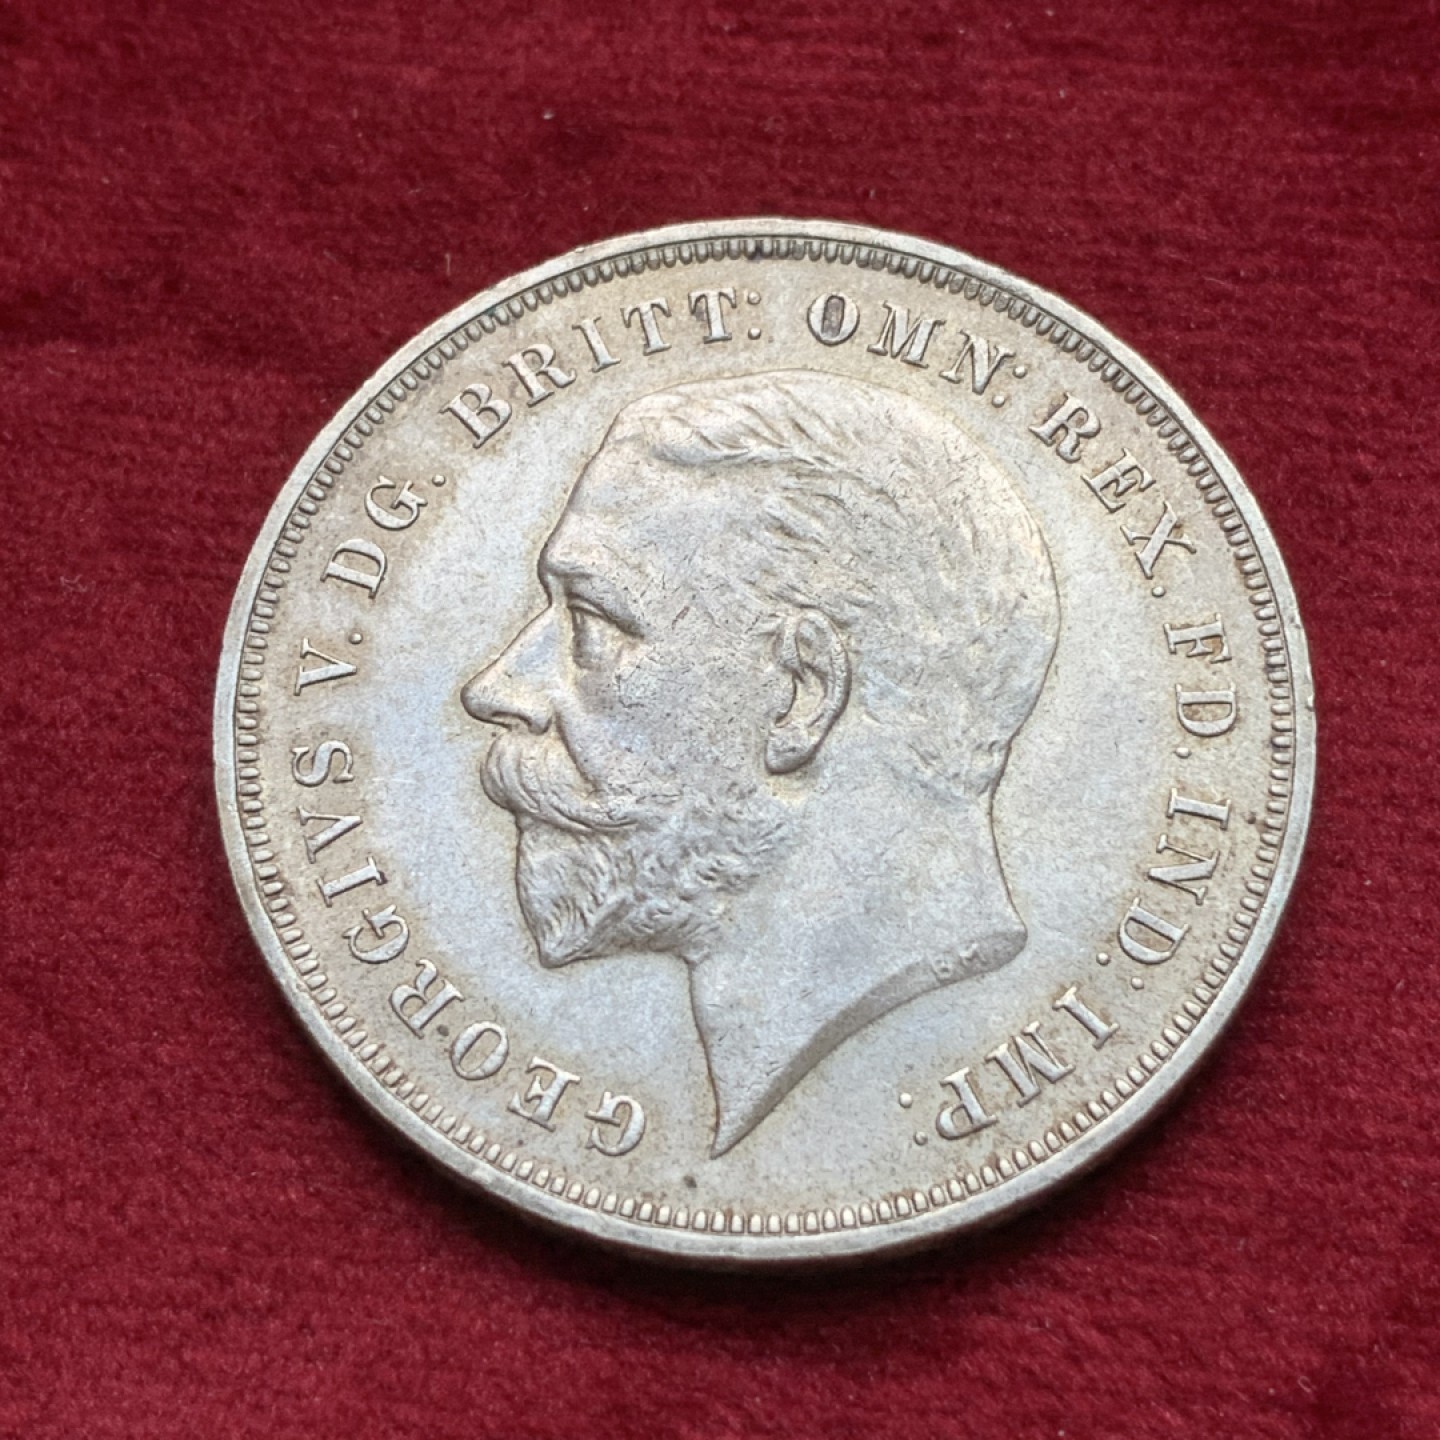 GEORGIVS V. DG. BRITT: OMN: REX. FD. IND: IMP:
BM